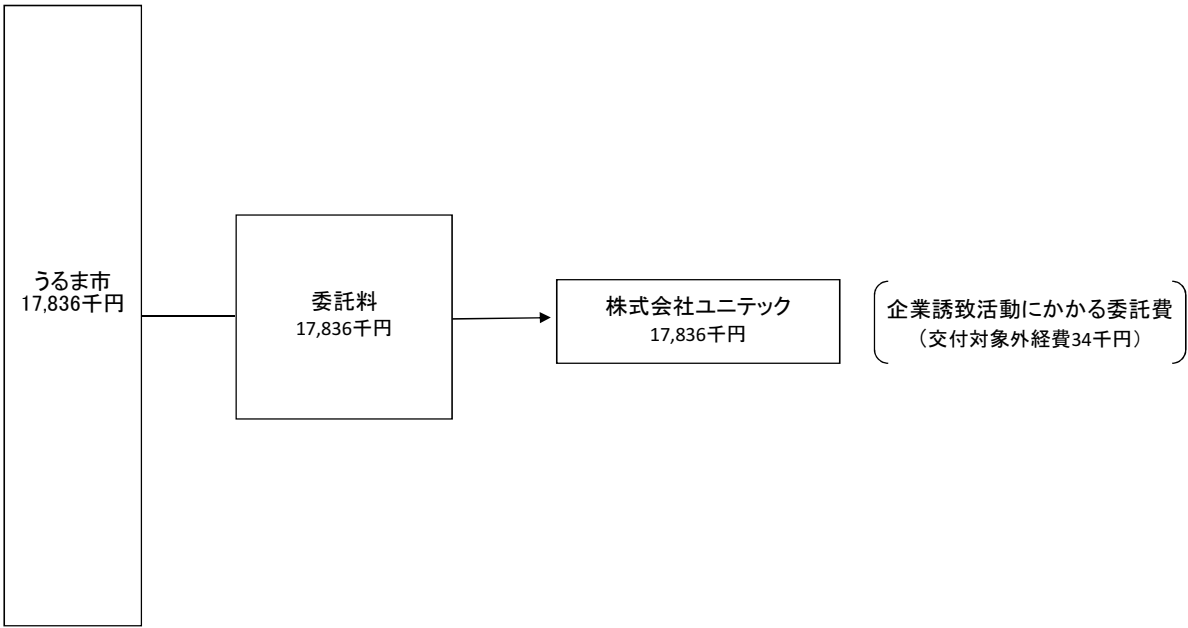 うるま市
17,836千円
委託料
17,836千円
株式会社ユニテック
17,836千円
企業誘致活動にかかる委託費
（交付対象外経費34千円）